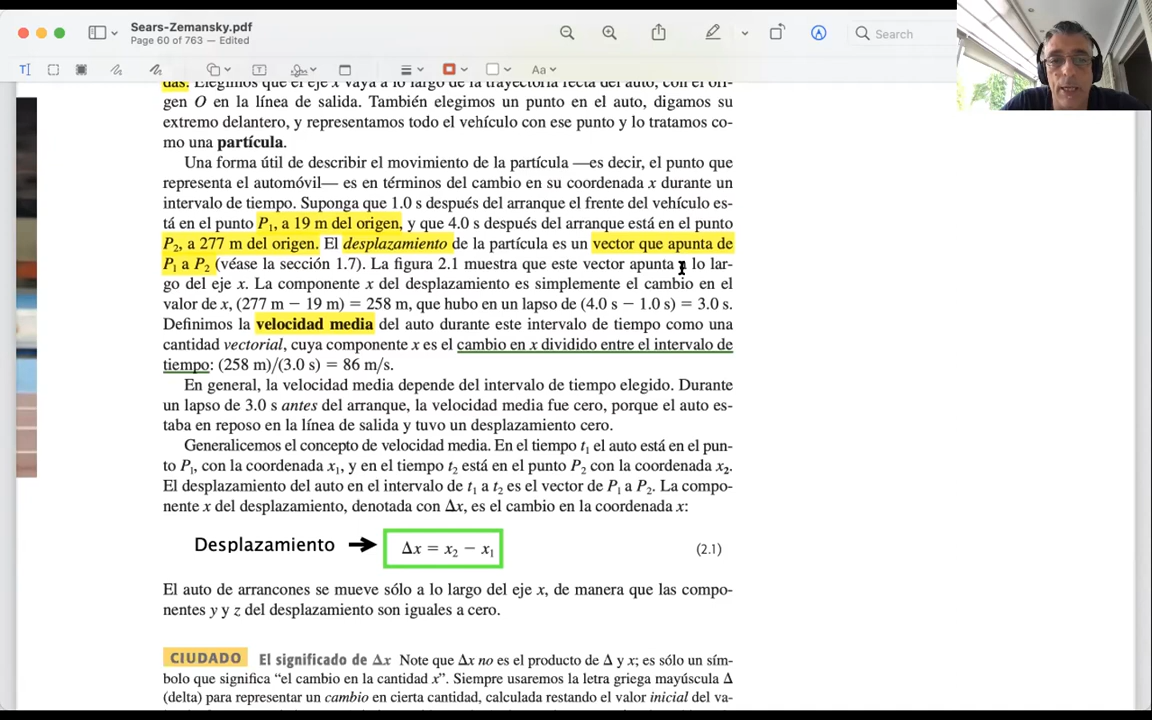 Sears-Zemansky.pdf
Page 60 of 763 — Edited
Search
Aa
das. Elegimos que el eje x vaya a lo largo de la trayectoria recta del auto, con el ori-
gen O en la línea de salida. También elegimos un punto en el auto, digamos su
extremo delantero, y representamos todo el vehículo con ese punto y lo tratamos co-
mo una partícula.
Una forma útil de describir el movimiento de la partícula —es decir, el punto que
representa el automóvil— es en términos del cambio en su coordenada x durante un
intervalo de tiempo. Suponga que 1.0 s después del arranque el frente del vehículo es-
tá en el punto P₁, a 19 m del origen, y que 4.0 s después del arranque está en el punto
P₂, a 277 m del origen. El desplazamiento de la partícula es un vector que apunta de
P₁ a P₂ (véase la sección 1.7). La figura 2.1 muestra que este vector apunta a lo lar-
go del eje x. La componente x del desplazamiento es simplemente el cambio en el
valor de x, (277 m − 19 m) = 258 m, que hubo en un lapso de (4.0 s − 1.0 s) = 3.0 s.
Definimos la velocidad media del auto durante este intervalo de tiempo como una
cantidad vectorial, cuya componente x es el cambio en x dividido entre el intervalo de
tiempo: (258 m)/(3.0 s) = 86 m/s.
En general, la velocidad media depende del intervalo de tiempo elegido. Durante
un lapso de 3.0 s antes del arranque, la velocidad media fue cero, porque el auto es-
taba en reposo en la línea de salida y tuvo un desplazamiento cero.
Generalicemos el concepto de velocidad media. En el tiempo t₁ el auto está en el pun-
to P₁, con la coordenada x₁, y en el tiempo t₂ está en el punto P₂ con la coordenada x₂.
El desplazamiento del auto en el intervalo de t₁ a t₂ es el vector de P₁ a P₂. La compo-
nente x del desplazamiento, denotada con Δx, es el cambio en la coordenada x:
Desplazamiento → Δx = x₂ − x₁ (2.1)
El auto de arrancones se mueve sólo a lo largo del eje x, de manera que las compo-
nentes y y z del desplazamiento son iguales a cero.
CIUDADO El significado de Δx Note que Δx no es el producto de Δ y x; es sólo un sím-
bolo que significa “el cambio en la cantidad x”. Siempre usaremos la letra griega mayúscula Δ
(delta) para representar un cambio en cierta cantidad, calculada restando el valor inicial del va-